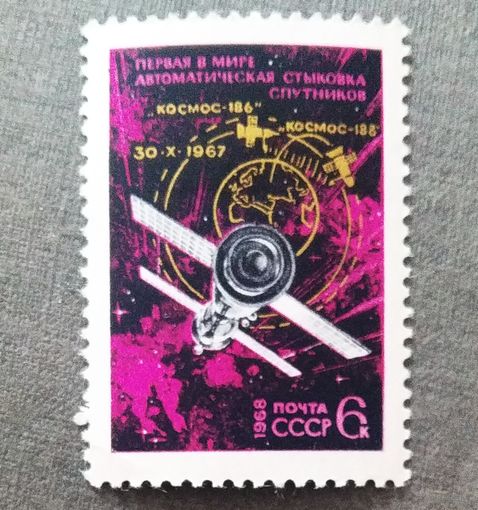 ПЕРВАЯ В МИРЕ
АВТОМАТИЧЕСКАЯ СТЫКОВКА
СПУТНИКОВ
„КОСМОС-186"
„КОСМОС-188"
30·X·1967
1968
ПОЧТА
СССР 6К